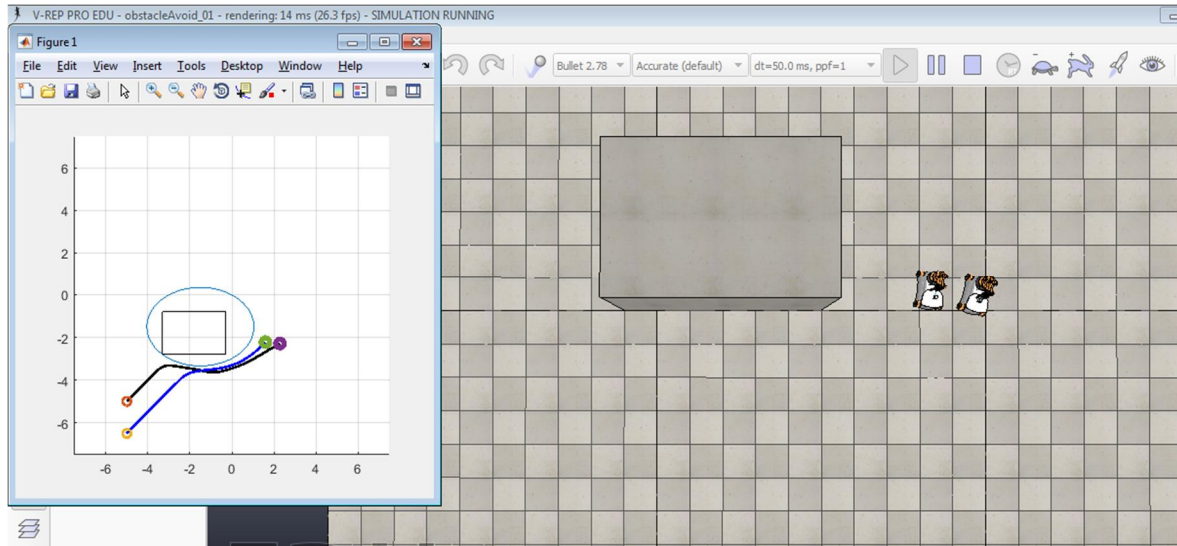 V-REP PRO EDU - obstacleAvoid_01 - rendering: 14 ms (26.3 fps) - SIMULATION RUNNING
Figure 1
File Edit View Insert Tools Desktop Window Help
Bullet 2.78 Accurate (default) dt=50.0 ms, ppf=1
6
4
2
0
-2
-4
-6
-6 -4 -2 0 2 4 6